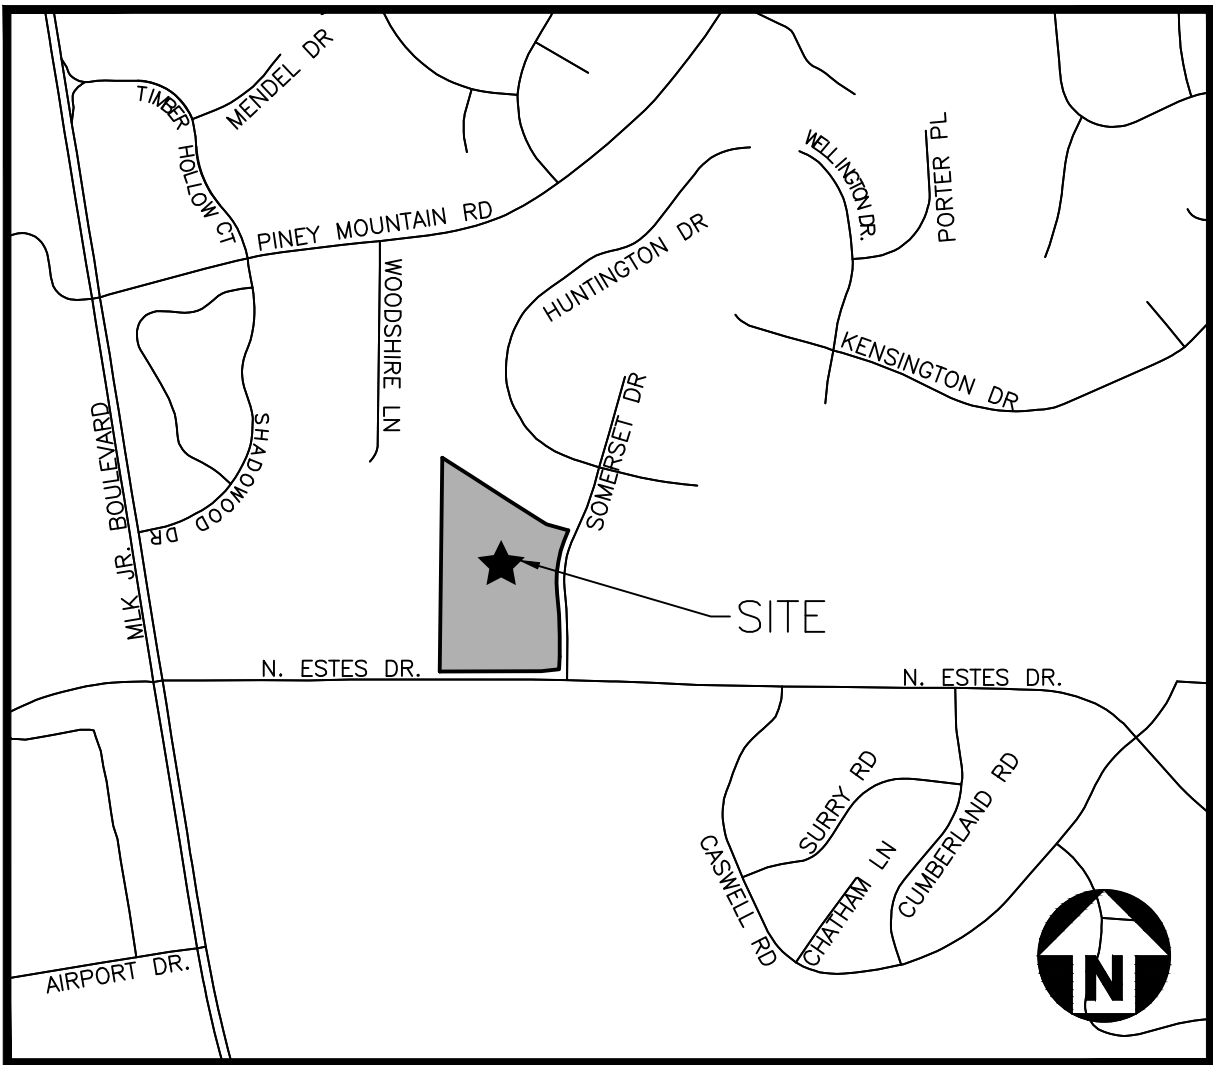 MENDEL DR
TIMBER HOLLOW CT
PINEY MOUNTAIN RD
WELLINGTON DR.
PORTER PL
HUNTINGTON DR
WOODSHIRE LN
KENSINGTON DR
SOMERSET DR
SHADOWOOD DR
MLK JR. BOULEVARD
SITE
N. ESTES DR.
N. ESTES DR.
SURRY RD
CUMBERLAND RD
CASWELL RD
CHATHAM LN
AIRPORT DR.
N